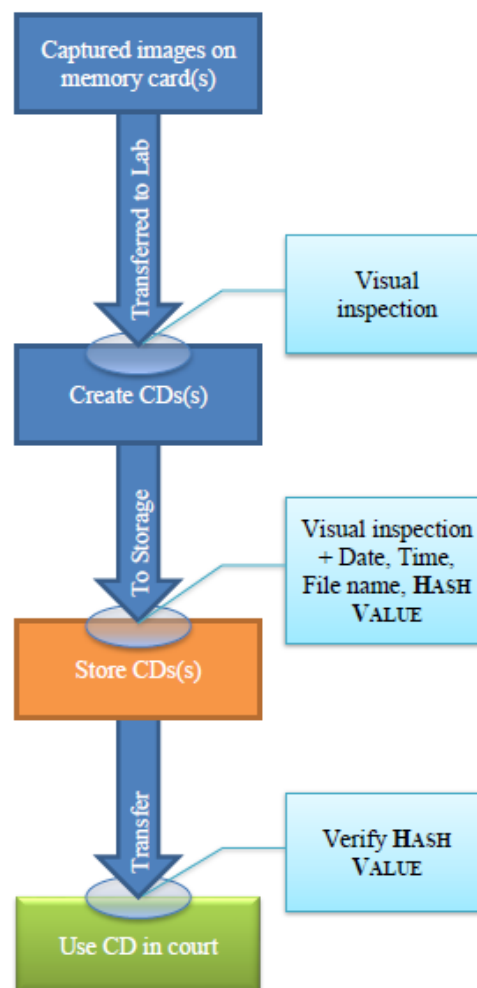 Captured images on
memory card(s)
Transferred to Lab
Visual
inspection
Create CDs(s)
To Storage
Visual inspection
+ Date, Time,
File name, HASH
VALUE
Store CDs(s)
Transfer
Verify HASH
VALUE
Use CD in court